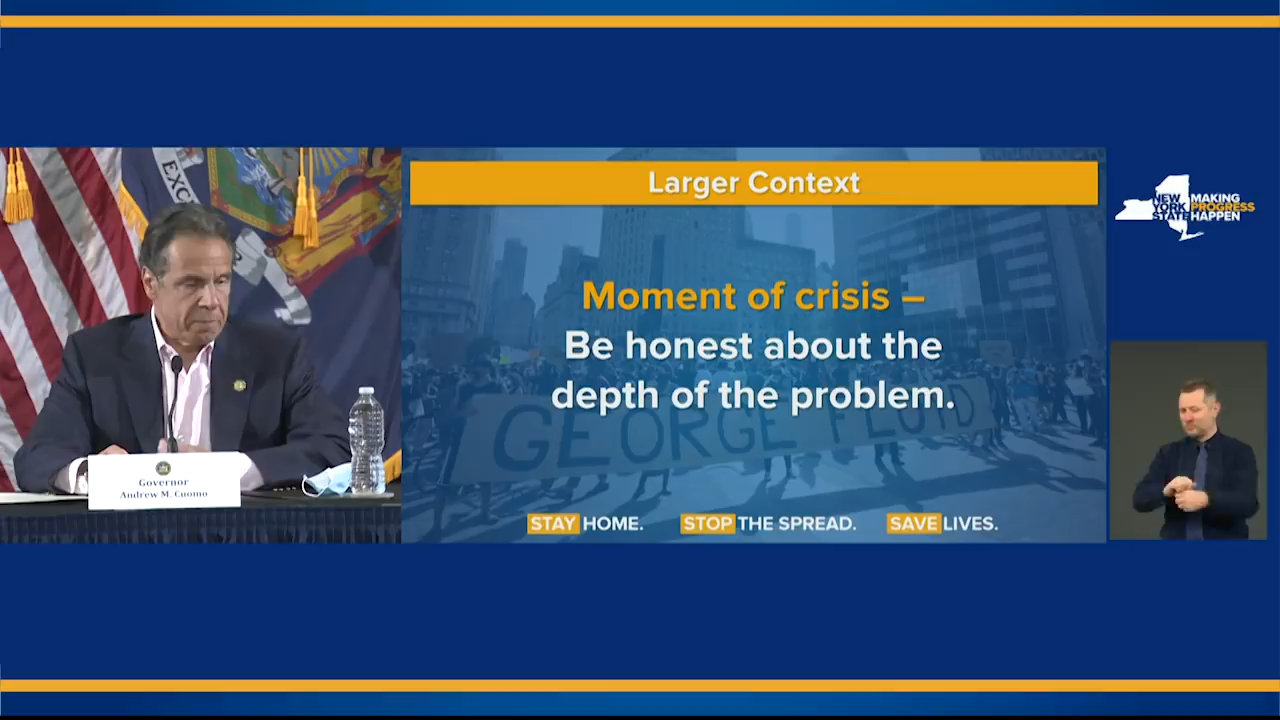 EXC
Governor
Andrew M. Cuomo
Larger Context
Moment of crisis –
Be honest about the
depth of the problem.
GEORGE FLOYD
STAY HOME. STOP THE SPREAD. SAVE LIVES.
NEW
YORK
STATE
MAKING
PROGRESS
HAPPEN